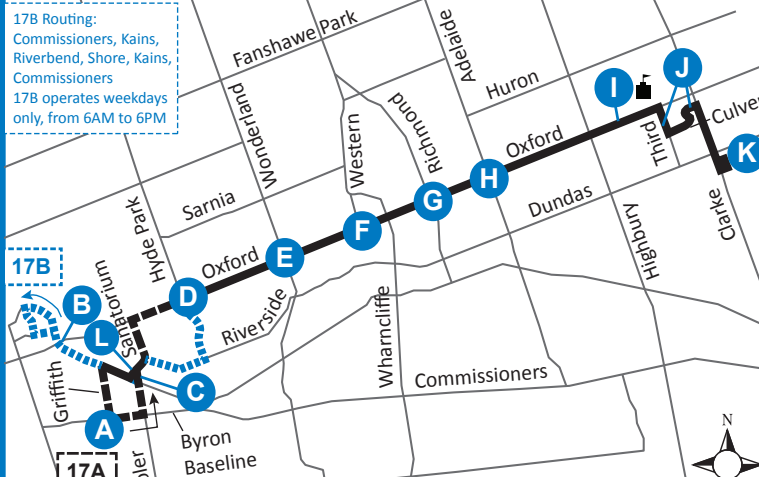 17B Routing:
Commissioners, Kains,
Riverbend, Shore, Kains,
Commissioners
17B operates weekdays
only, from 6AM to 6PM
Fanshawe Park
Adelaide
Huron
I
J
Culver
Wonderland
Western
Richmond
Oxford
Third
K
H
Sarnia
Dundas
G
Hyde Park
F
Highbury
Clarke
Oxford
E
17B
Sanatorium
D
B
Riverside
L
Wharncliffe
Griffith
C
Commissioners
A
Byron
Baseline
N
17A